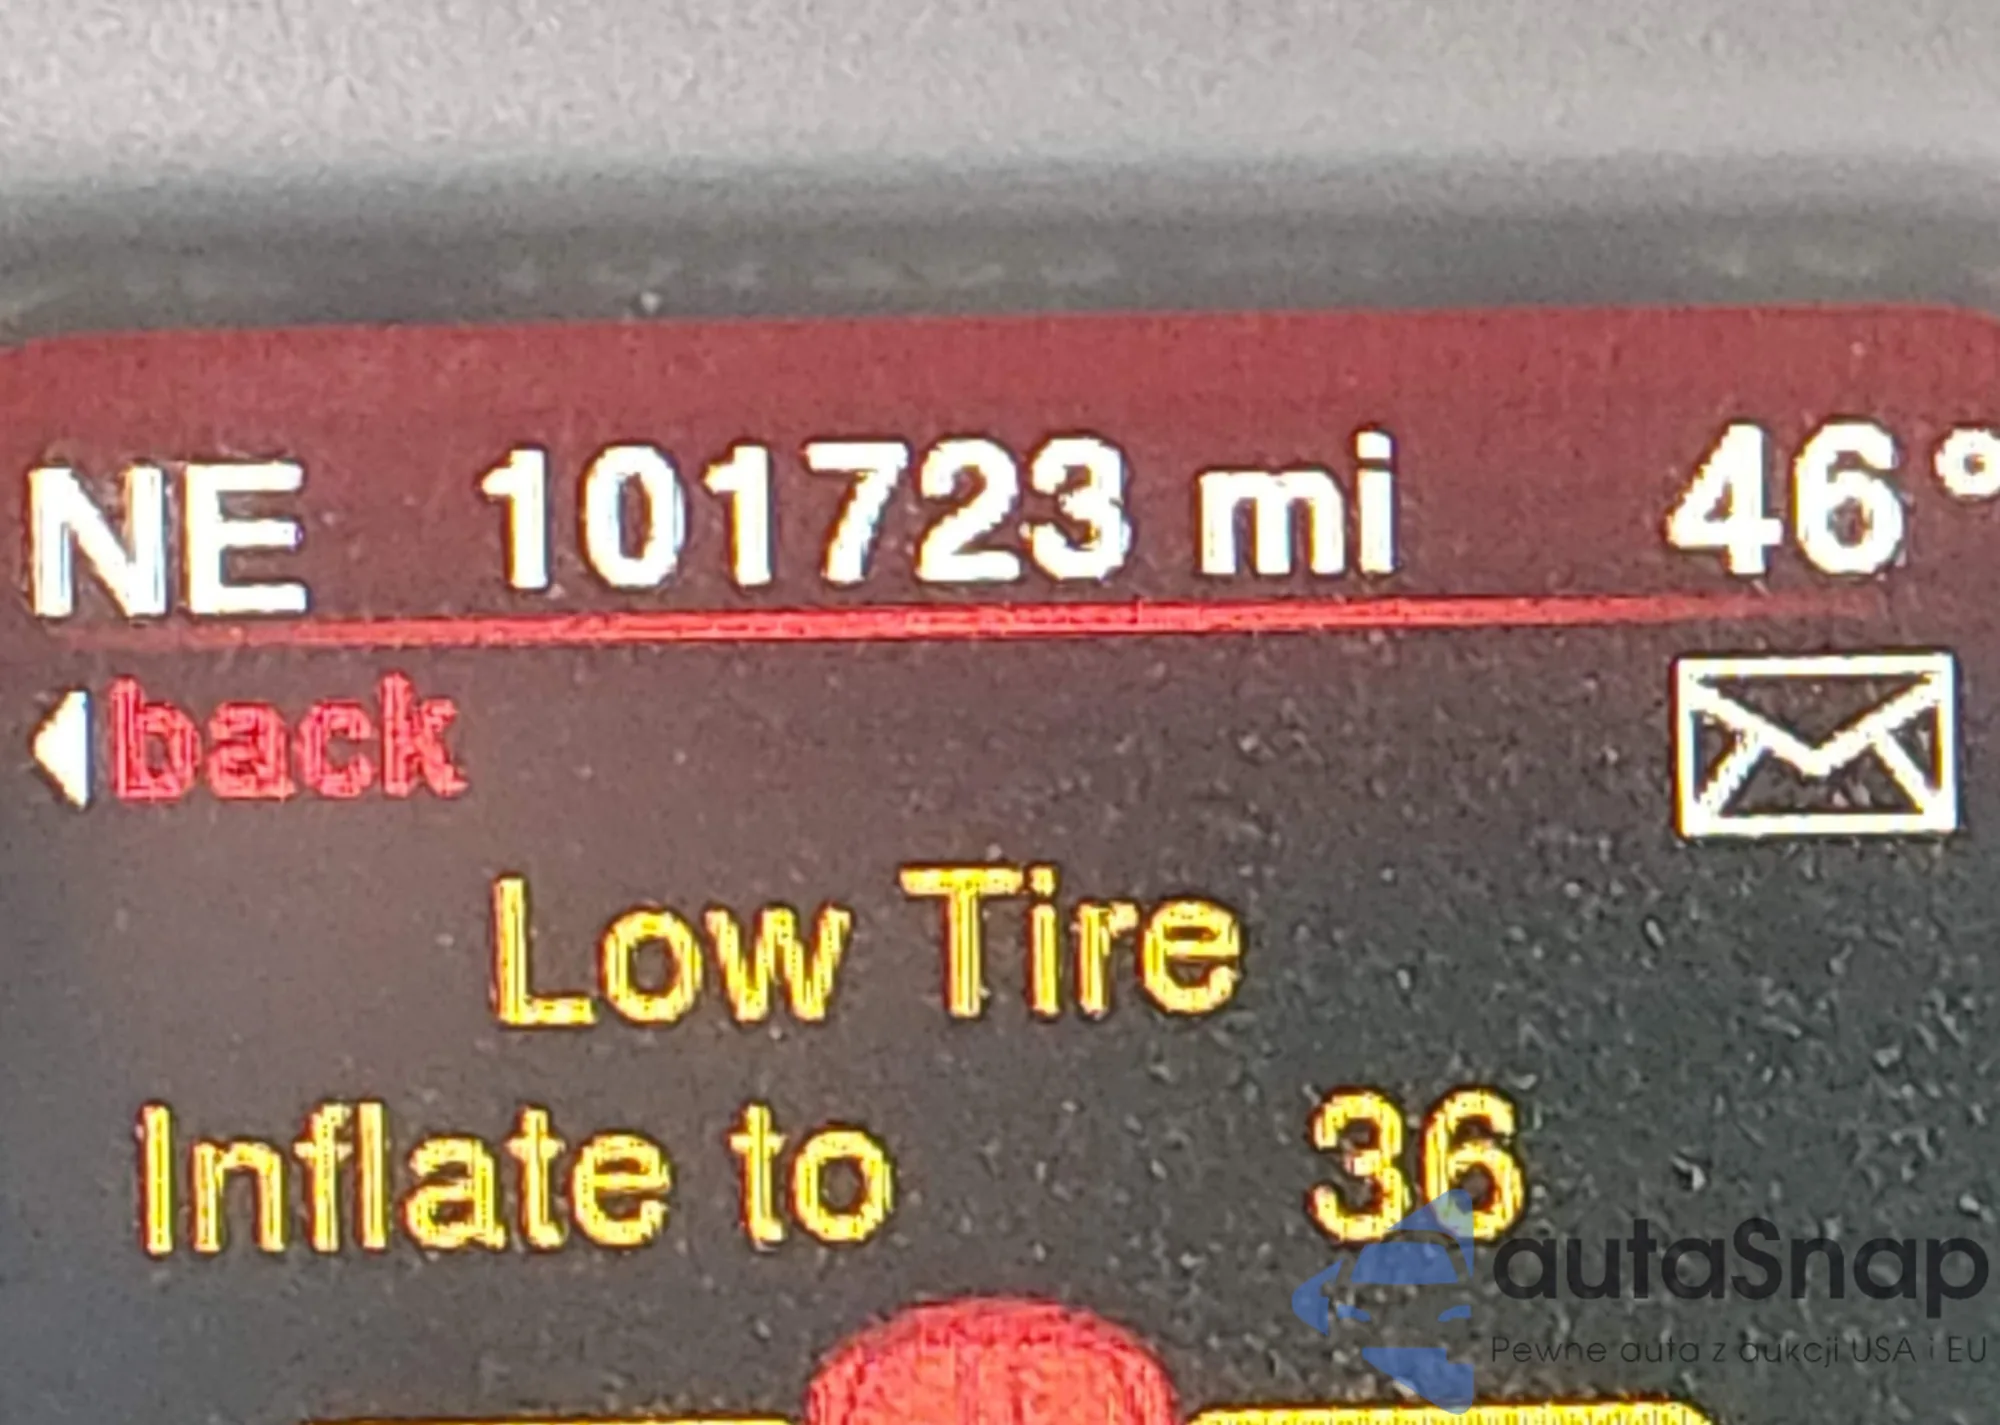 NE 101723 mi 46°
back
Low Tire
Inflate to 36
autaSnap
Pewne auta z aukcji USA i EU